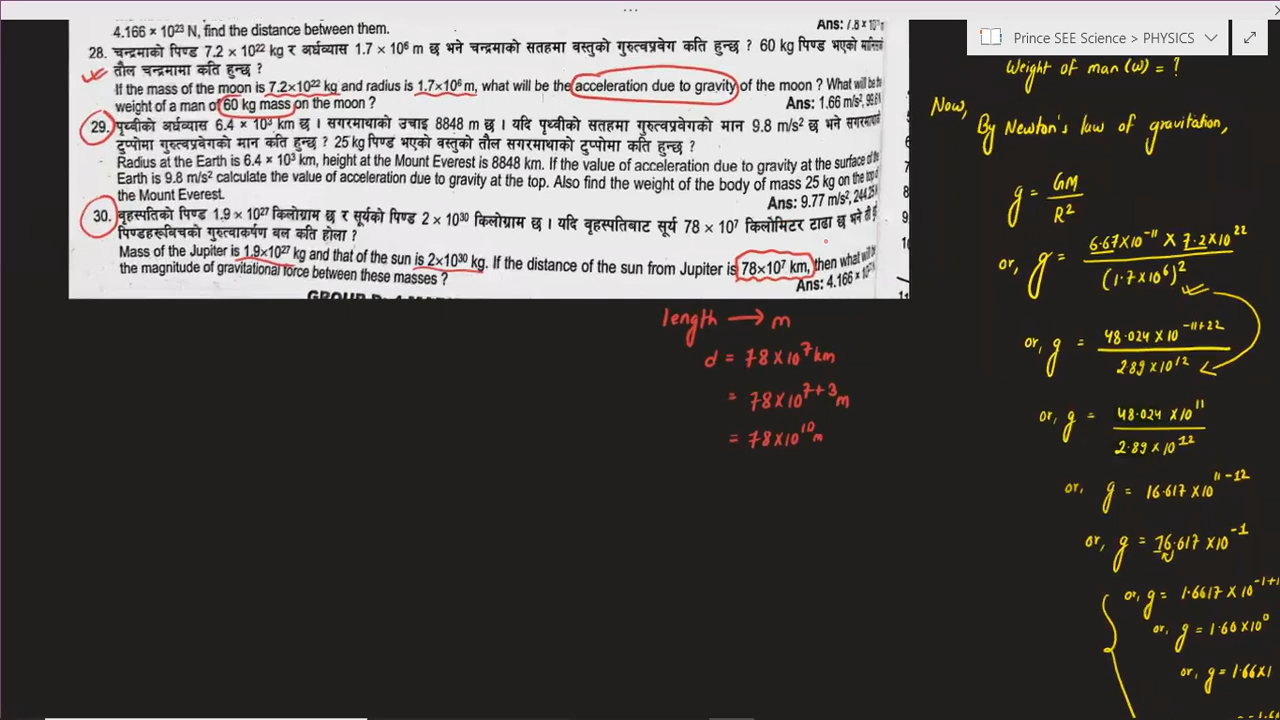 Prince SEE Science > PHYSICS
4.166 × 10²³ N, find the distance between them.
28. चन्द्रमाको पिण्ड 7.2 × 10²² kg र अर्धव्यास 1.7 × 10⁶ m छ भने चन्द्रमाको सतहमा वस्तुको गुरुत्वप्रवेग कति हुन्छ ? 60 kg पिण्ड भएको
तौल चन्द्रमामा कति हुन्छ ?
If the mass of the moon is 7.2×10²² kg and radius is 1.7×10⁶ m, what will be the acceleration due to gravity of the moon ? What will be
weight of a man of 60 kg mass on the moon ?
Ans: 1.66 m/s²,
29. पृथ्वीको अर्धव्यास 6.4 × 10³ km छ । सगरमाथाको उचाइ 8848 m छ । यदि पृथ्वीको सतहमा गुरुत्वप्रवेगको मान 9.8 m/s² छ भने सगरमाथाको
टुप्पोमा गुरुत्वप्रवेगको मान कति हुन्छ ? 25 kg पिण्ड भएको वस्तुको तौल सगरमाथाको टुप्पोमा कति हुन्छ ?
Radius at the Earth is 6.4 × 10³ km, height at the Mount Everest is 8848 km. If the value of acceleration due to gravity at the surface of the
Earth is 9.8 m/s² calculate the value of acceleration due to gravity at the top. Also find the weight of the body of mass 25 kg on the top of
the Mount Everest.
Ans: 9.77 m/s², 244.25
30. बृहस्पतिको पिण्ड 1.9 × 10²⁷ किलोग्राम छ र सूर्यको पिण्ड 2 × 10³⁰ किलोग्राम छ । यदि वृहस्पतिबाट सूर्य 78 × 10⁷ किलोमिटर टाढा छ भने
पिण्डहरूबिचको गुरुत्वाकर्षण बल कति होला ?
Mass of the Jupiter is 1.9×10²⁷ kg and that of the sun is 2×10³⁰ kg. If the distance of the sun from Jupiter is 78×10⁷ km, then what will
the magnitude of gravitational force between these masses ?
Ans: 4.166 ×
length → m
d = 78×10⁷ km
= 78×10⁷⁺³ m
= 78×10¹⁰ m
Weight of man (ω) = ?
Now,
By Newton's law of gravitation,
g = GM / R²
or, g = 6.67×10⁻¹¹ × 7.2×10²² / (1.7×10⁶)²
or, g = 48.024 ×10⁻¹¹⁺²² / 2.89 ×10¹²
or, g = 48.024 ×10¹¹ / 2.89 ×10¹²
or, g = 16.617 ×10¹¹⁻¹²
or, g = 16.617 ×10⁻¹
or, g = 1.6617 ×10⁻¹⁺
or, g = 1.66 ×10⁰
or, g = 1.66×1